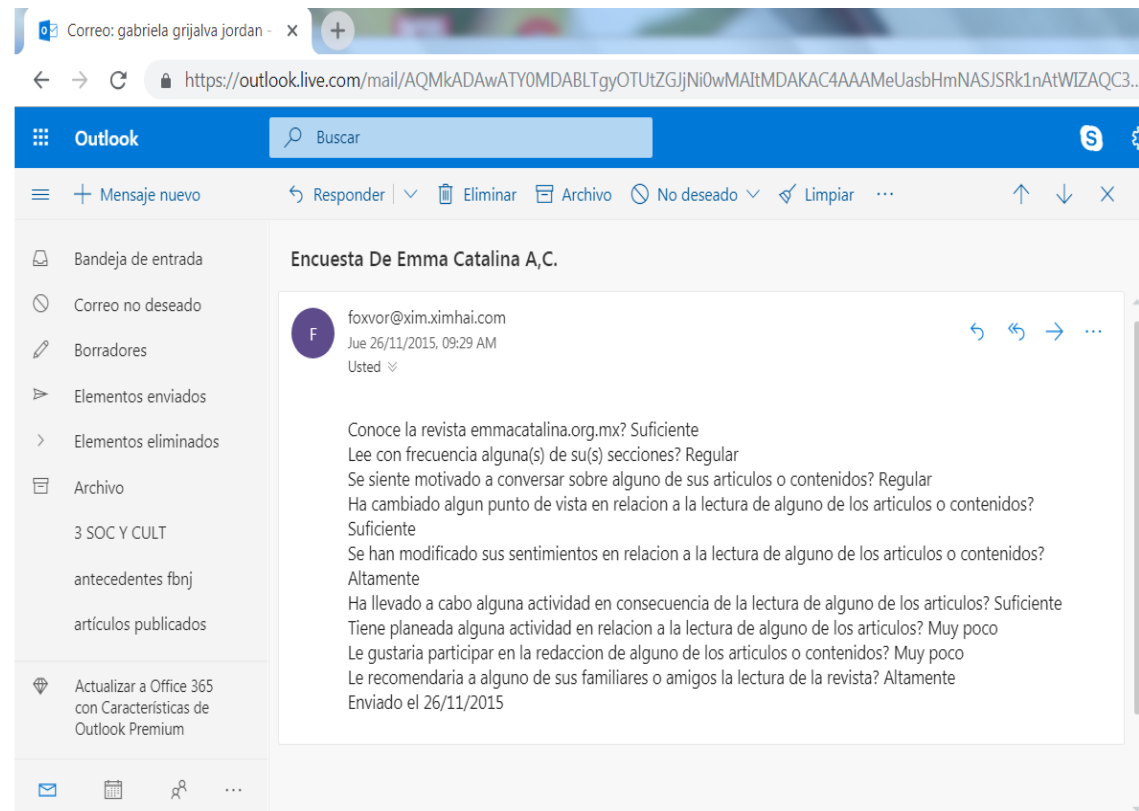 Correo: gabriela grijalva jordan -
https://outlook.live.com/mail/AQMkADAwATY0MDABLTgyOTUtZGJjNi0wMAItMDAKAC4AAAMeUasbHmNASJSRk1nAtWIZAQC3...
Outlook
Buscar
Mensaje nuevo
Responder
Eliminar
Archivo
No deseado
Limpiar
Bandeja de entrada
Correo no deseado
Borradores
Elementos enviados
Elementos eliminados
Archivo
3 SOC Y CULT
antecedentes fbnj
artículos publicados
Actualizar a Office 365
con Características de
Outlook Premium
Encuesta De Emma Catalina A,C.
F
foxvor@xim.ximhai.com
Jue 26/11/2015, 09:29 AM
Usted
Conoce la revista emmacatalina.org.mx? Suficiente
Lee con frecuencia alguna(s) de su(s) secciones? Regular
Se siente motivado a conversar sobre alguno de sus articulos o contenidos? Regular
Ha cambiado algun punto de vista en relacion a la lectura de alguno de los articulos o contenidos?
Suficiente
Se han modificado sus sentimientos en relacion a la lectura de alguno de los articulos o contenidos?
Altamente
Ha llevado a cabo alguna actividad en consecuencia de la lectura de alguno de los articulos? Suficiente
Tiene planeada alguna actividad en relacion a la lectura de alguno de los articulos? Muy poco
Le gustaria participar en la redaccion de alguno de los articulos o contenidos? Muy poco
Le recomendaria a alguno de sus familiares o amigos la lectura de la revista? Altamente
Enviado el 26/11/2015